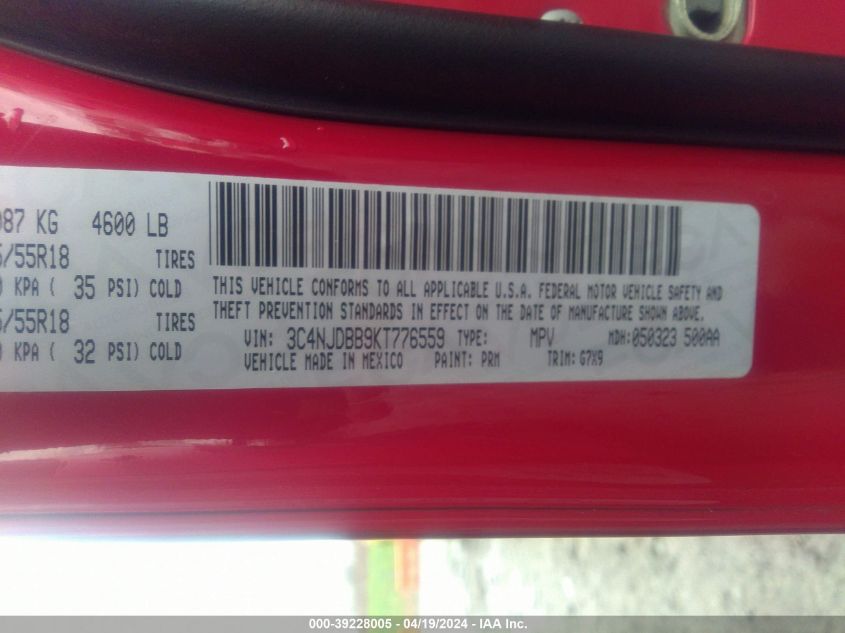 087 KG 4600 LB
/55R18 TIRES
KPA ( 35 PSI) COLD
/55R18 TIRES
KPA ( 32 PSI) COLD
THIS VEHICLE CONFORMS TO ALL APPLICABLE U.S.A. FEDERAL MOTOR VEHICLE SAFETY AND
THEFT PREVENTION STANDARDS IN EFFECT ON THE DATE OF MANUFACTURE SHOWN ABOVE.
VIN: 3C4NJDBB9KT776559 TYPE: MPV MDH: 050323 500AA
VEHICLE MADE IN MEXICO PAINT: PRM TRIM: G7X9
000-39228005 - 04/19/2024 - Copyright © 2024 IAA, Inc.